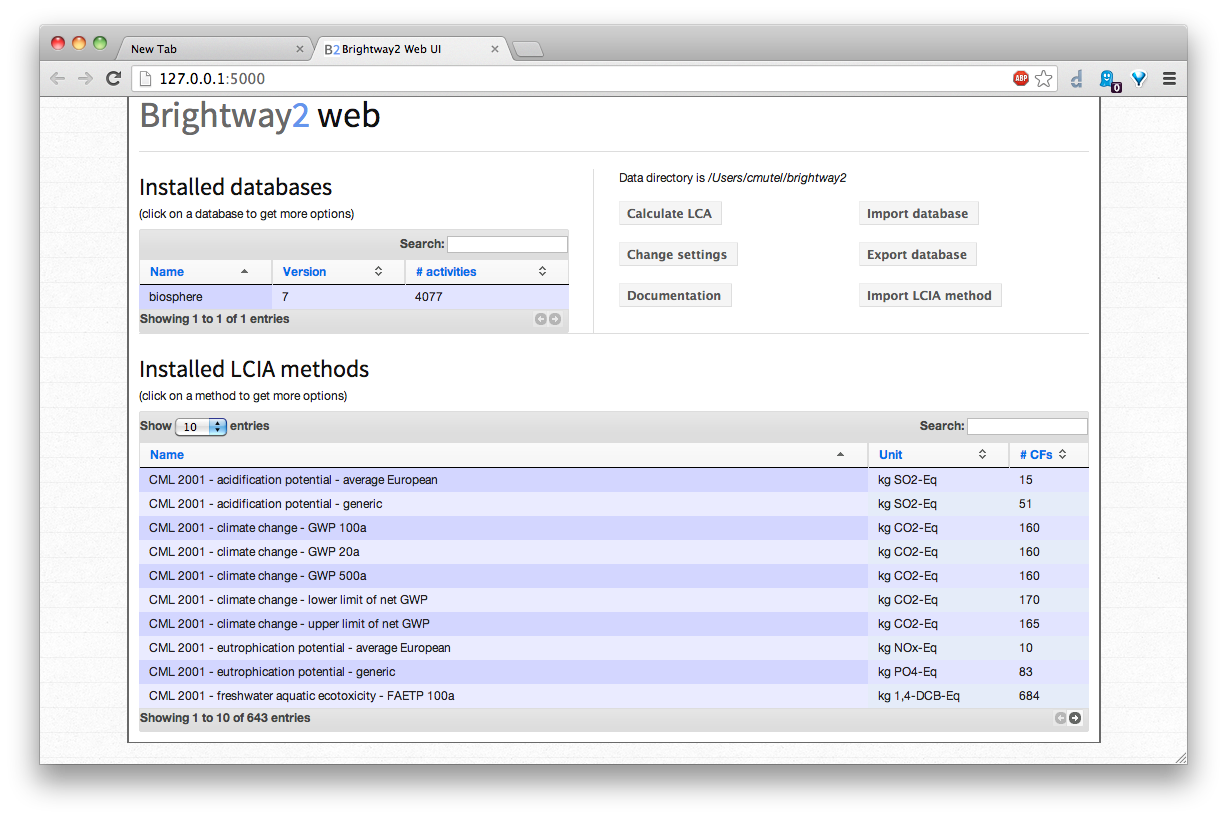 New Tab
B2 Brightway2 Web UI
127.0.0.1:5000
ABP
d
0
Brightway2 web
Installed databases
(click on a database to get more options)
Search:
Name Version # activities
biosphere 7 4077
Showing 1 to 1 of 1 entries
Data directory is /Users/cmutel/brightway2
Calculate LCA Import database
Change settings Export database
Documentation Import LCIA method
Installed LCIA methods
(click on a method to get more options)
Show 10 entries Search:
Name Unit # CFs
CML 2001 - acidification potential - average European kg SO2-Eq 15
CML 2001 - acidification potential - generic kg SO2-Eq 51
CML 2001 - climate change - GWP 100a kg CO2-Eq 160
CML 2001 - climate change - GWP 20a kg CO2-Eq 160
CML 2001 - climate change - GWP 500a kg CO2-Eq 160
CML 2001 - climate change - lower limit of net GWP kg CO2-Eq 170
CML 2001 - climate change - upper limit of net GWP kg CO2-Eq 165
CML 2001 - eutrophication potential - average European kg NOx-Eq 10
CML 2001 - eutrophication potential - generic kg PO4-Eq 83
CML 2001 - freshwater aquatic ecotoxicity - FAETP 100a kg 1,4-DCB-Eq 684
Showing 1 to 10 of 643 entries